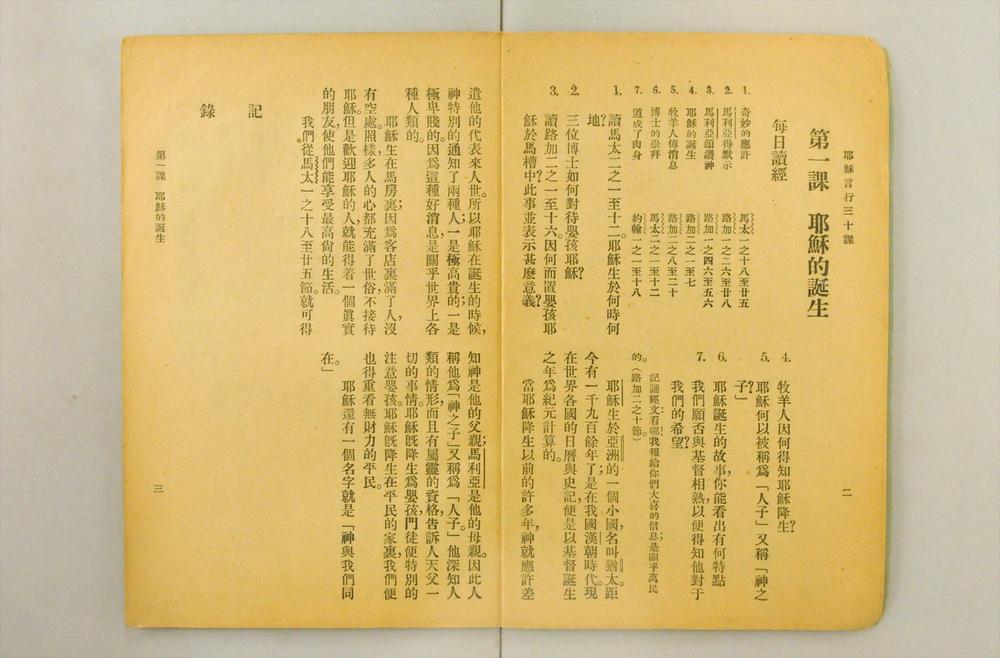 耶穌言行三十課
二
第一課 耶穌的誕生
每日讀經
1. 奇妙的應許 馬太一之十八至廿五
2. 馬利亞得默示 路加一之二六至廿八
3. 馬利亞頌讚神 路加一之四六至五六
4. 耶穌的誕生 路加二之一至七
5. 牧羊人傳消息 路加二之八至二十
6. 博士的崇拜 馬太二之一至十二
7. 道成了肉身 約翰一之一至十八
1. 讀馬太二之一至十二。耶穌生於何時何
地?
2. 三位博士如何對待嬰孩耶穌?
3. 讀路加二之一至十六。因何而置嬰孩耶
穌於馬槽中?此事並表示甚麼意義?
4. 牧羊人因何得知耶穌降生?
5. 耶穌何以被稱爲「人子」又稱「神之
子」?
6. 耶穌誕生的故事,你能看出有何特點
7. 我們願否與基督相熟以便得知他對于
我們的希望?
記誦經文:看哪!我報給你們大喜的信息;是關乎萬民
的。(路加二之十節)
耶穌生於亞洲的一個小國,名叫猶太。距
今有一千九百餘年了;是在我國漢朝時代。現
在世界各國的日曆與史記,便是以基督誕生
之年爲紀元計算的。
當耶穌降生以前的許多年,神就應許差
遣他的代表來人世。所以耶穌在誕生的時候,
神特別的通知了兩種人;一是極高貴的;一是
極卑賤的。因爲這種好消息,是關乎世界上各
種人類的。
耶穌生在馬房裏;因爲客店裏滿了人,沒
有空處。照樣多人的心都充滿了世俗,不接待
耶穌。但是歡迎耶穌的人,就能得着一個眞實
的朋友,使他們能享受最高尙的生活。
我們從馬太一之十八至廿五節,就可得
知神是他的父親;馬利亞是他的母親。因此人
稱他爲「神之子」又稱爲「人子」。他深知人
類的情形,而且有屬靈的資格,告訴人天父一
切的事情。耶穌旣降生爲嬰孩,門徒便特別的
注意嬰孩。耶穌旣降生在平民的家裏,我們便
也得重看無財力的平民。
耶穌還有一個名字就是「神與我們同
在。」
記錄
第一課 耶穌的誕生
三